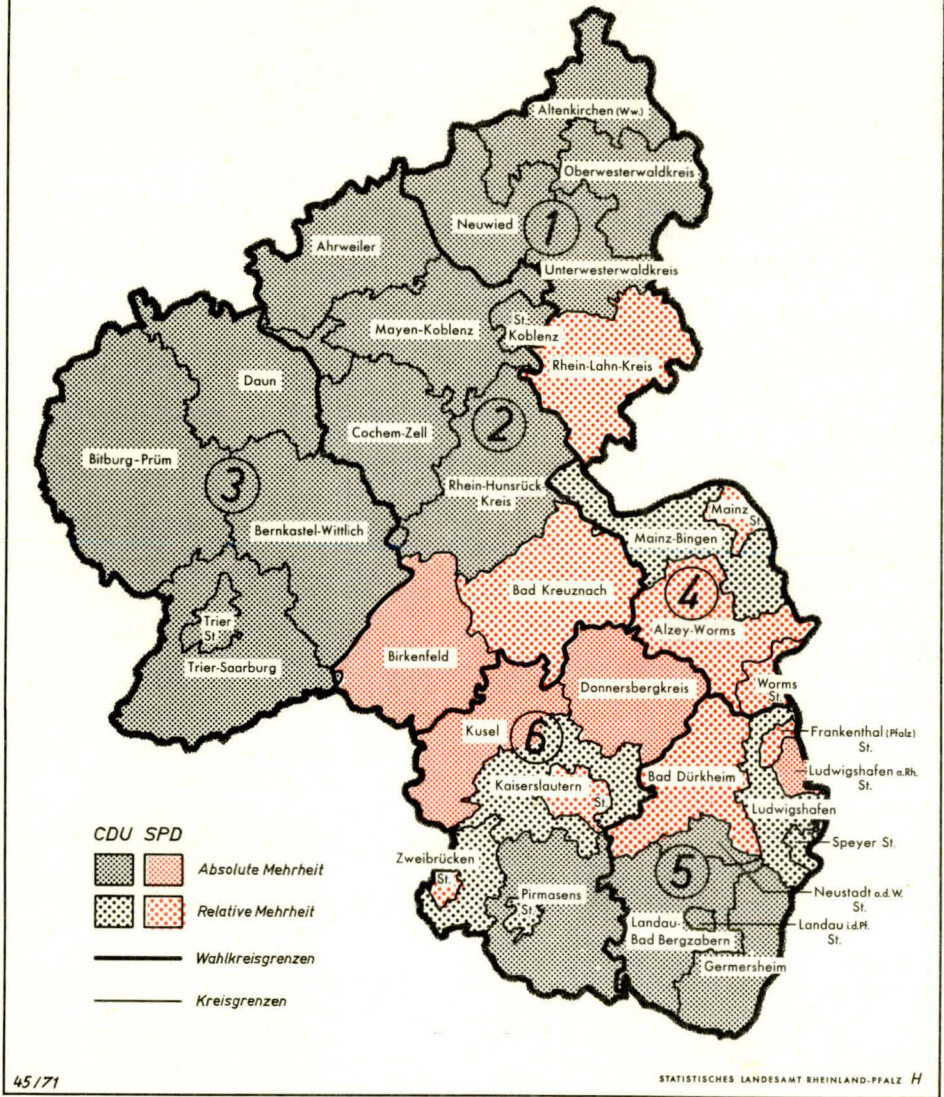 Altenkirchen (Ww.)
Oberwesterwaldkreis
Neuwied
1
Ahrweiler
Unterwesterwaldkreis
Mayen-Koblenz
St.
Koblenz
Rhein-Lahn-Kreis
Daun
Cochem-Zell
2
Bitburg-Prüm
3
Rhein-Hunsrück-
Kreis
Mainz
St.
Bernkastel-Wittlich
Mainz-Bingen
Bad Kreuznach
4
Trier
St.
Alzey-Worms
Birkenfeld
Trier-Saarburg
Donnersbergkreis
Worms
St.
Kusel
6
Frankenthal (Pfalz)
St.
Bad Dürkheim
Ludwigshafen a.Rh.
St.
Kaiserslautern
St.
Ludwigshafen
CDU SPD
Speyer St.
Zweibrücken
St.
Absolute Mehrheit
5
Pirmasens
St.
Neustadt a.d.W.
St.
Relative Mehrheit
Landau-
Bad Bergzabern
Landau i.d.Pf.
St.
Wahlkreisgrenzen
Germersheim
Kreisgrenzen
45/71
STATISTISCHES LANDESAMT RHEINLAND-PFALZ H